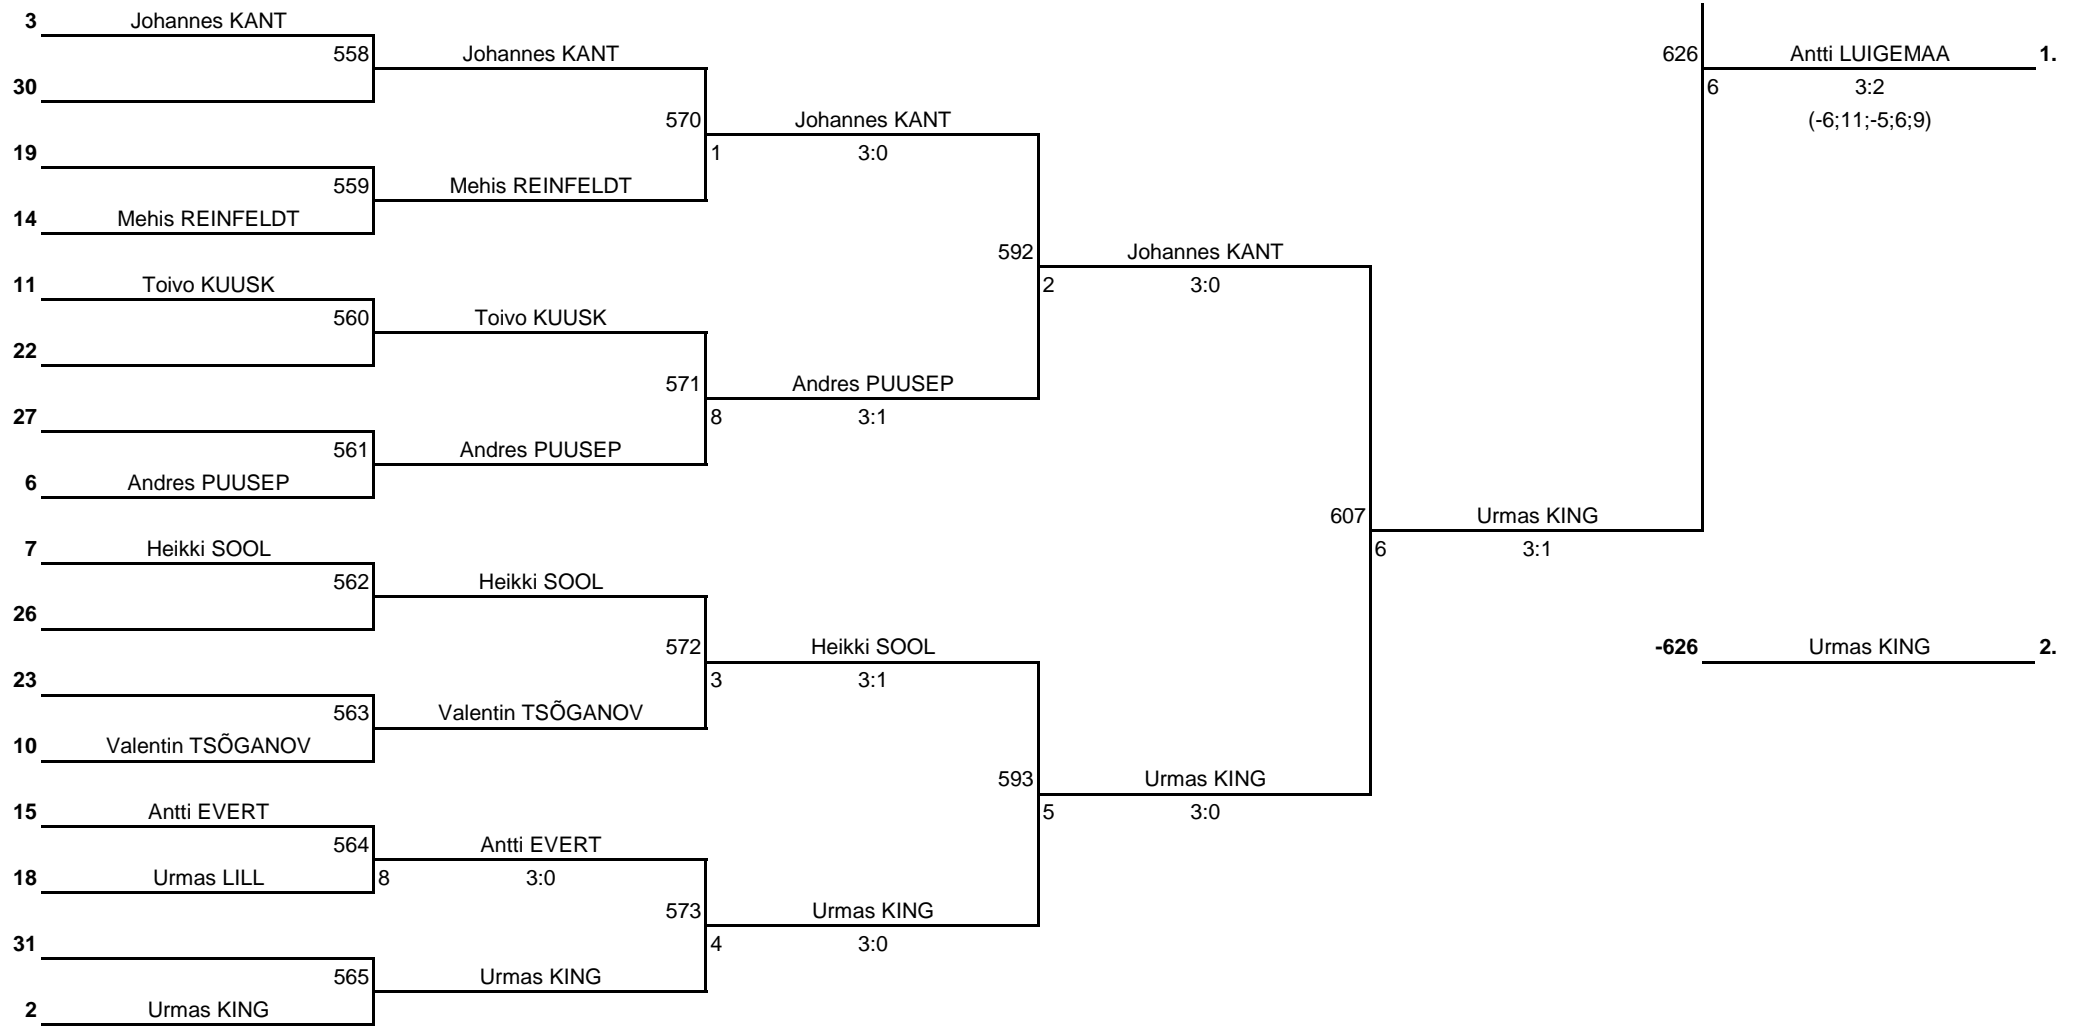 3 Johannes KANT
558 Johannes KANT 626 Antti LUIGEMAA 1.
30 6 3:2
570 Johannes KANT (-6;11;-5;6;9)
19 1 3:0
559 Mehis REINFELDT
14 Mehis REINFELDT
592 Johannes KANT
11 Toivo KUUSK 2 3:0
560 Toivo KUUSK
22
571 Andres PUUSEP
27 8 3:1
561 Andres PUUSEP
6 Andres PUUSEP
607 Urmas KING
7 Heikki SOOL 6 3:1
562 Heikki SOOL
26
572 Heikki SOOL -626 Urmas KING 2.
23 3 3:1
563 Valentin TSÕGANOV
10 Valentin TSÕGANOV
593 Urmas KING
15 Antti EVERT 5 3:0
564 Antti EVERT
18 Urmas LILL 8 3:0
573 Urmas KING
31 4 3:0
565 Urmas KING
2 Urmas KING